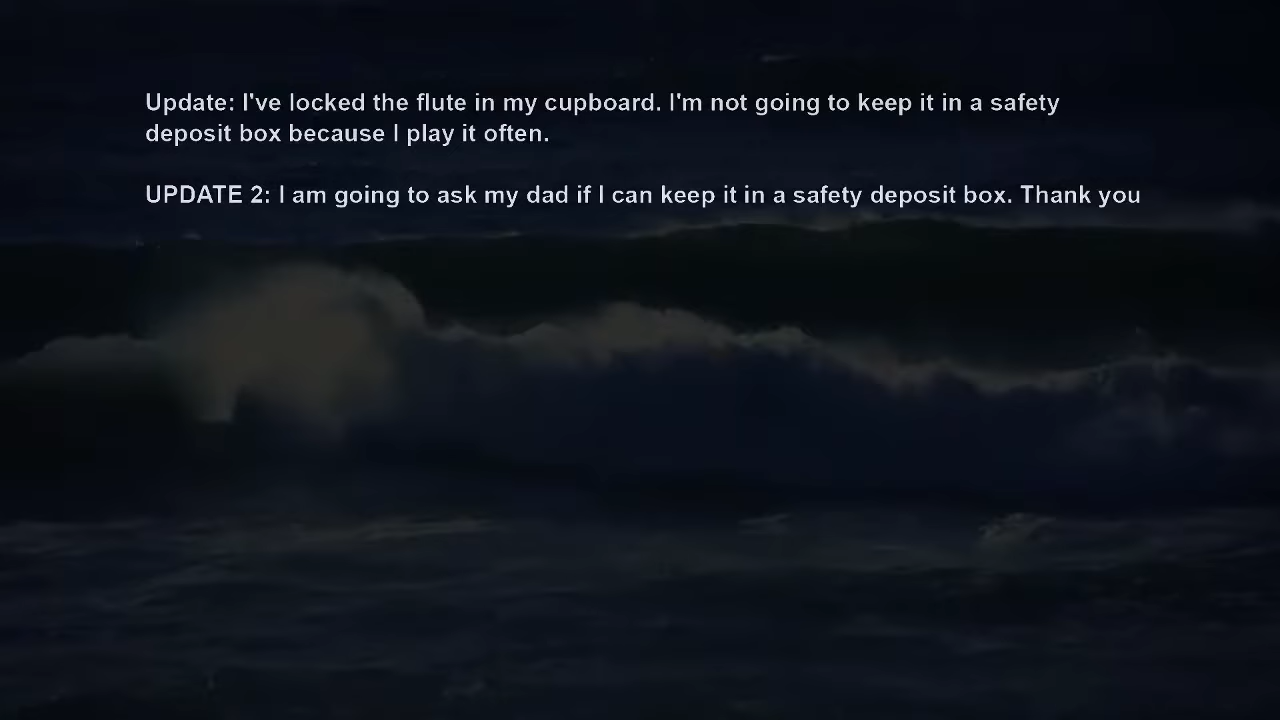 Update: I've locked the flute in my cupboard. I'm not going to keep it in a safety
deposit box because I play it often.
UPDATE 2: I am going to ask my dad if I can keep it in a safety deposit box. Thank you